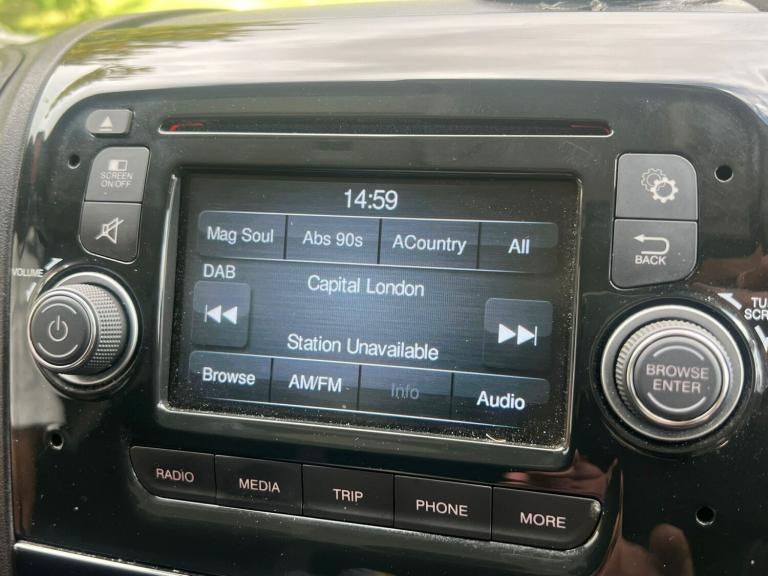 14:59
SCREEN
ON OFF
Mag Soul Abs 90s ACountry All
DAB
Capital London
BACK
VOLUME
Station Unavailable
Browse AM/FM Info Audio
BROWSE
ENTER
RADIO MEDIA TRIP PHONE MORE